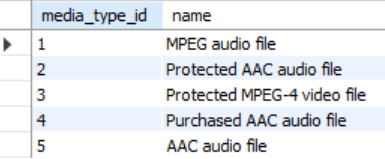 media_type_id name
1 MPEG audio file
2 Protected AAC audio file
3 Protected MPEG-4 video file
4 Purchased AAC audio file
5 AAC audio file